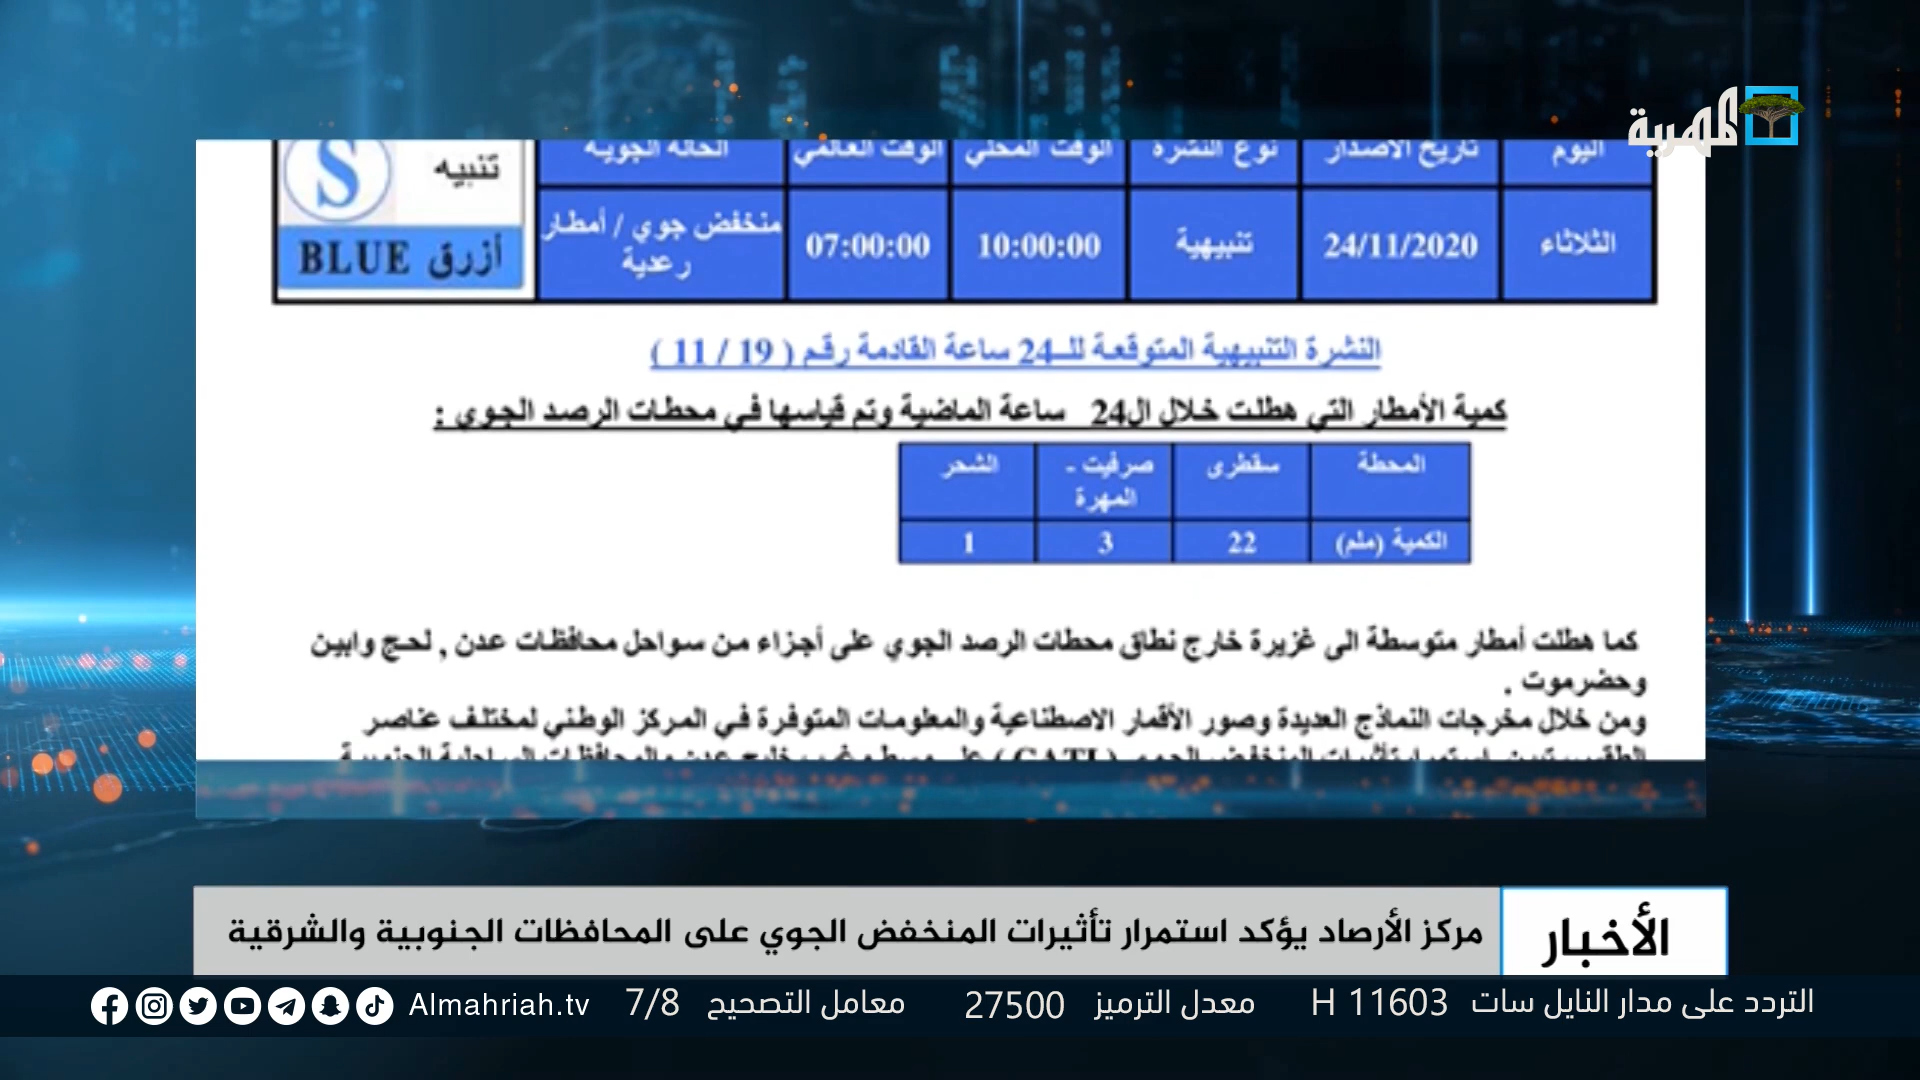 المهرية
اليوم تاريخ الاصدار نوع النشرة الوقت المحلي الوقت العالمي الحالة الجوية
S تنبيه
الثلاثاء 24/11/2020 تنبيهية 10:00:00 07:00:00 منخفض جوي / أمطار
رعدية
أزرق BLUE
النشرة التنبيهية المتوقعة للـ24 ساعة القادمة رقم ( 19 / 11 )
كمية الأمطار التي هطلت خلال ال24 ساعة الماضية وتم قياسها في محطات الرصد الجوي :
المحطة سقطرى صرفيت - الشحر
المهرة
الكمية (ملم) 22 3 1
كما هطلت أمطار متوسطة الى غزيرة خارج نطاق محطات الرصد الجوي على أجزاء من سواحل محافظات عدن , لحج وابين
وحضرموت .
ومن خلال مخرجات النماذج العديدة وصور الأقمار الاصطناعية والمعلومات المتوفرة في المركز الوطني لمختلف عناصر
الأخبار
مركز الأرصاد يؤكد استمرار تأثيرات المنخفض الجوي على المحافظات الجنوبية والشرقية
التردد على مدار النايل سات 11603 H معدل الترميز 27500 معامل التصحيح 7/8 Almahriah.tv